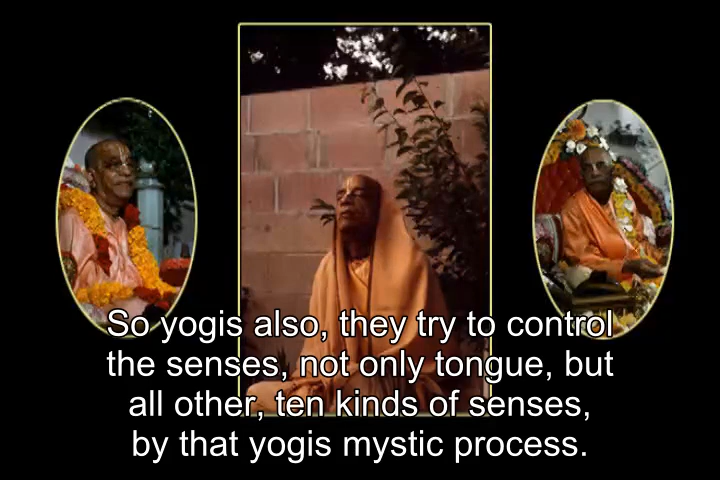 So yogis also, they try to control
the senses, not only tongue, but
all other, ten kinds of senses,
by that yogis mystic process.